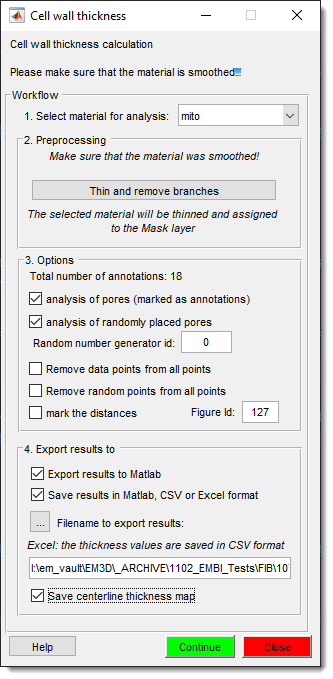 Cell wall thickness
Cell wall thickness calculation
Please make sure that the material is smoothed!!!
Workflow
1. Select material for analysis: mito
2. Preprocessing
Make sure that the material was smoothed!
Thin and remove branches
The selected material will be thinned and assigned
to the Mask layer
3. Options
Total number of annotations: 18
analysis of pores (marked as annotations)
analysis of randomly placed pores
Random number generator id: 0
Remove data points from all points
Remove random points from all points
mark the distances Figure Id: 127
4. Export results to
Export results to Matlab
Save results in Matlab, CSV or Excel format
... Filename to export results:
Excel: the thickness values are saved in CSV format
I:\em_vault\EM3D\_ARCHIVE\1102_EMBI_Tests\FIB\10
Save centerline thickness map
Help Continue Close